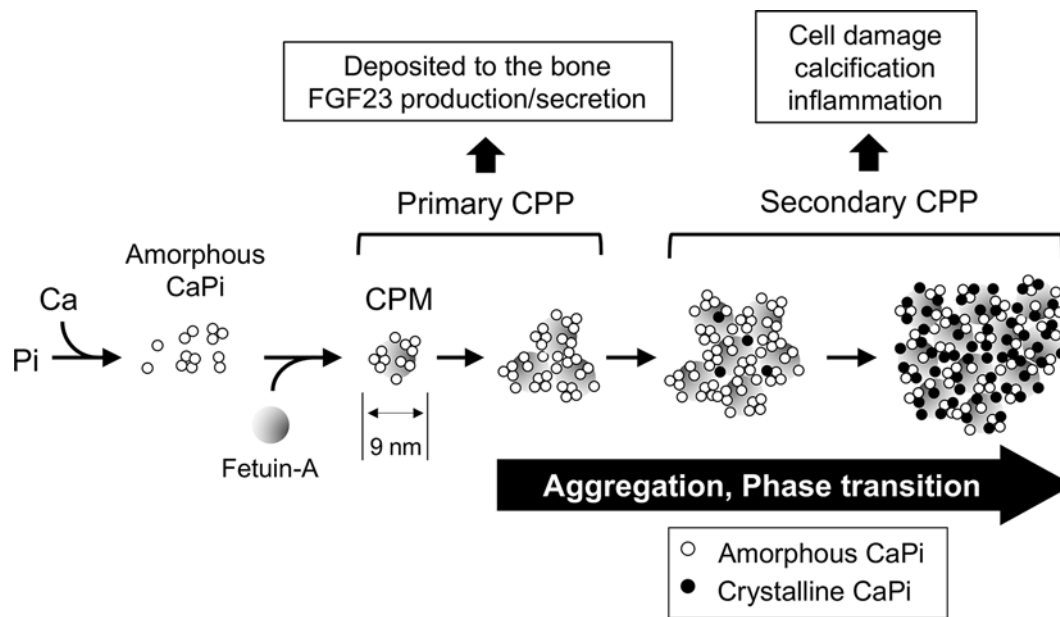 Deposited to the bone
FGF23 production/secretion
Cell damage
calcification
inflammation
Primary CPP
Secondary CPP
Amorphous
CaPi
Ca
CPM
Pi
9 nm
Fetuin-A
Aggregation, Phase transition
Amorphous CaPi
Crystalline CaPi